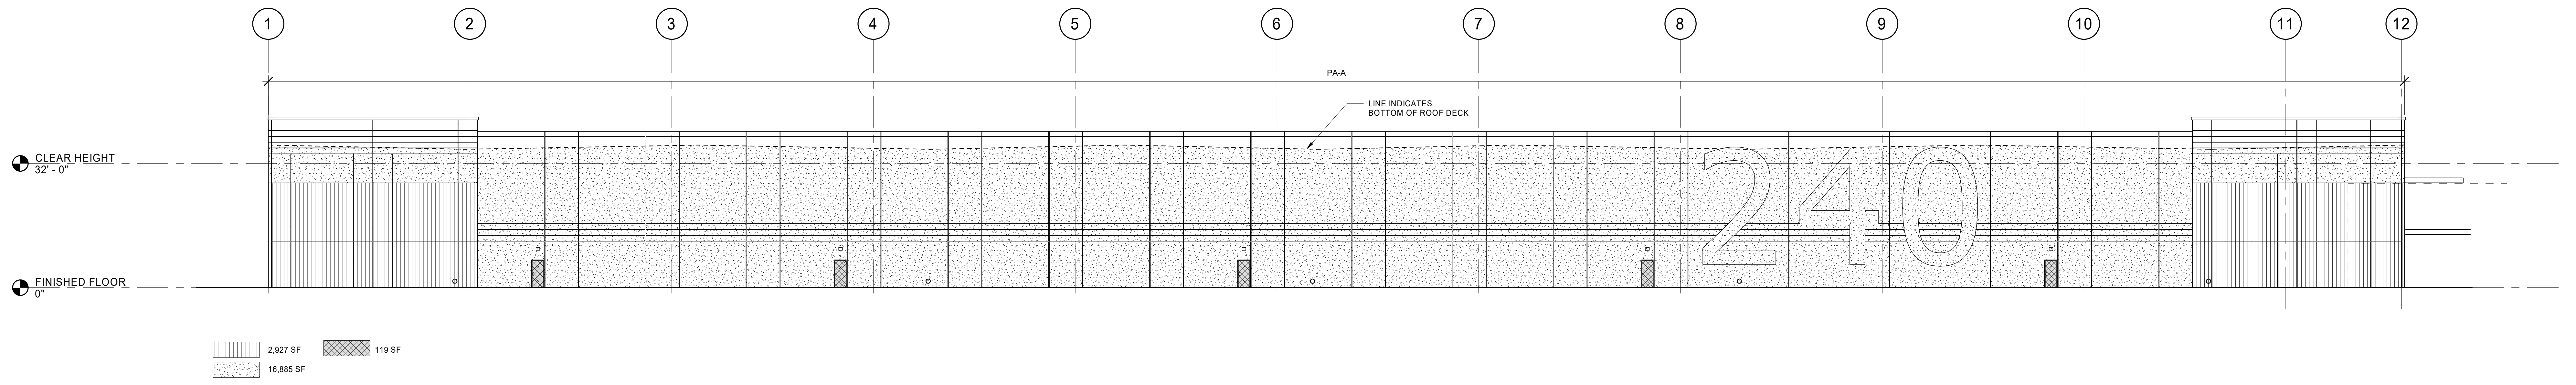 1 2 3 4 5 6 7 8 9 10 11 12
PA-A
LINE INDICATES
BOTTOM OF ROOF DECK
CLEAR HEIGHT
32' - 0"
240
FINISHED FLOOR
0"
2,927 SF 119 SF
16,885 SF